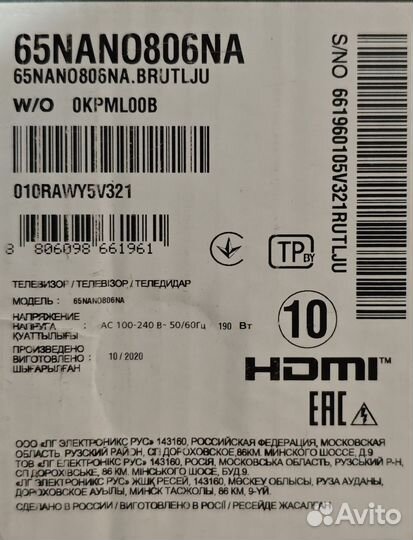 65NANO806NA
65NANO806NA.BRUTLJU
W/O 0KPML00B
010RAWY5V321
8 806098 661961
S/NO 661960105V321RUTLJU
TP BY
ТЕЛЕВИЗОР / ТЕЛЕВІЗОР / ТЕЛЕДИДАР
МОДЕЛЬ : 65NANO806NA
НАПРЯЖЕНИЕ
НАПРУГА : AC 100-240 В~ 50/60Гц 190 Вт
ҚУАТТЫЛЫҒЫ
ПРОИЗВЕДЕНО
ВИГОТОВЛЕНО : 10 / 2020
ШЫҒАРЫЛҒАН
10
HDMI™
EAC
ООО «ЛГ ЭЛЕКТРОНИКС РУС» 143160, РОССИЙСКАЯ ФЕДЕРАЦИЯ, МОСКОВСКАЯ
ОБЛАСТЬ, РУЗСКИЙ РАЙОН, СП ДОРОХОВСКОЕ,86КМ. МИНСКОГО ШОССЕ, Д.9
ТОВ «ЛГ ЕЛЕКТРОНІКС РУС» 143160, РОСІЯ, МОСКОВСЬКА ОБЛАСТЬ, РУЗЬКИЙ Р-Н,
СП ДОРОХІВСЬКЕ, 86 КМ. МІНСЬКОГО ШОСЕ, БУД.9.
«ЛГ ЭЛЕКТРОНИКС РУС» ЖШҚ РЕСЕЙ, 143160, МӘСКЕУ ОБЛЫСЫ, РУЗА АУДАНЫ,
ДОРОХОВСКОЕ АУЫЛЫ, МИНСК ТАСЖОЛЫ, 86 КМ, 9-ҮЙ.
СДЕЛАНО В РОССИИ / ВИГОТОВЛЕНО В РОСІЇ / РЕСЕЙДЕ ЖАСАЛҒАН
Avito